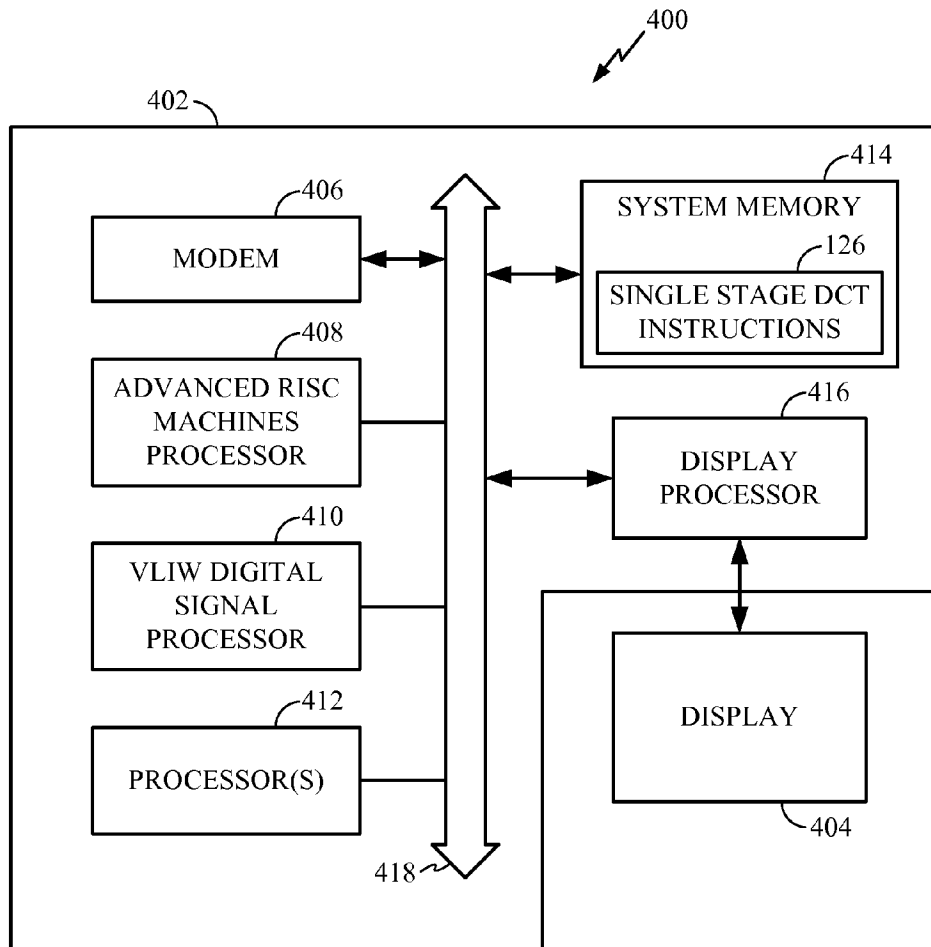 400
402
414
SYSTEM MEMORY
406
MODEM
126
SINGLE STAGE DCT
INSTRUCTIONS
408
ADVANCED RISC
MACHINES
PROCESSOR
416
DISPLAY
PROCESSOR
410
VLIW DIGITAL
SIGNAL
PROCESSOR
412
PROCESSOR(S)
DISPLAY
404
418